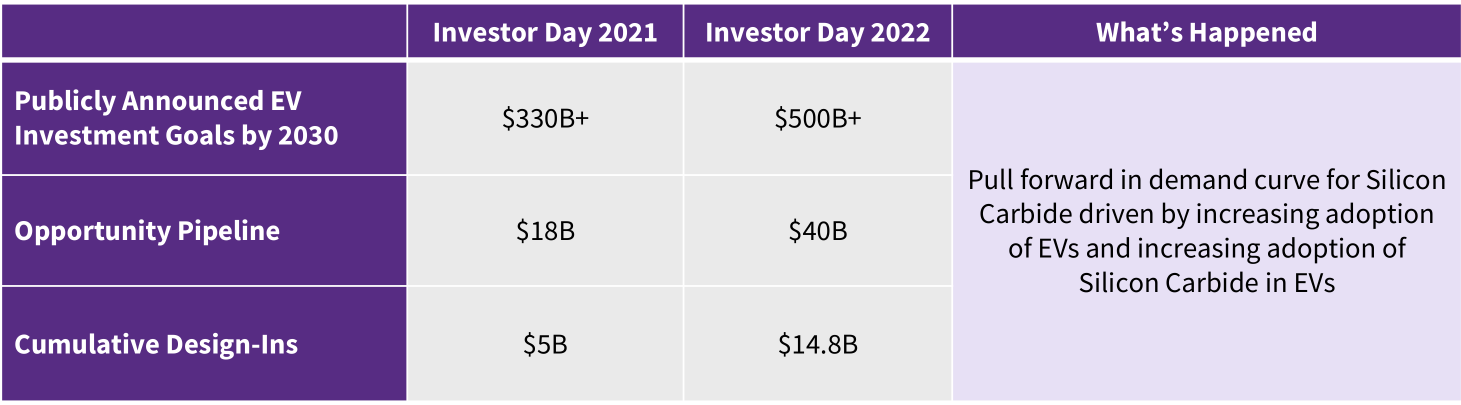 Investor Day 2021
Investor Day 2022
What’s Happened
Publicly Announced EV
Investment Goals by 2030
$330B+
$500B+
Opportunity Pipeline
$18B
$40B
Cumulative Design-Ins
$5B
$14.8B
Pull forward in demand curve for Silicon
Carbide driven by increasing adoption
of EVs and increasing adoption of
Silicon Carbide in EVs